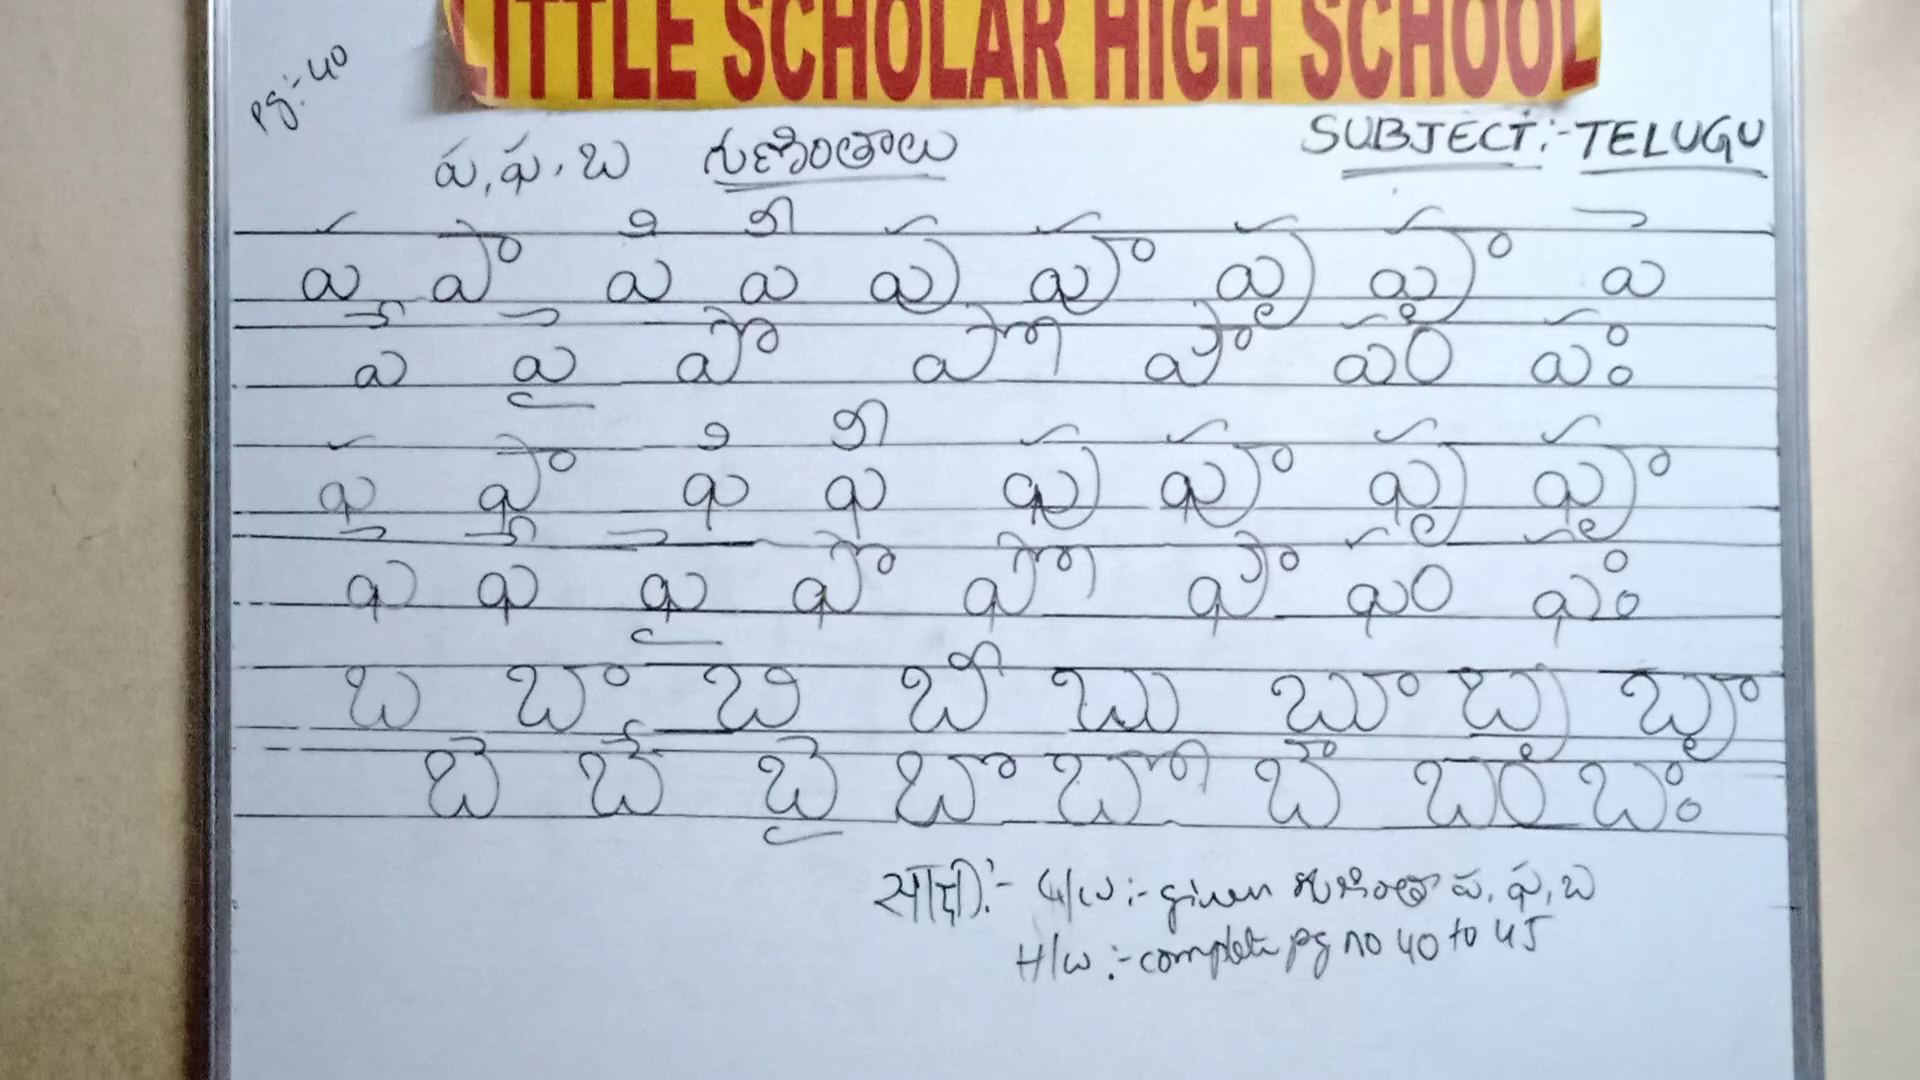 LITTLE SCHOLAR HIGH SCHOOL
pg:- 40
ప, ఫ, బ గుణింతాలు
SUBJECT:- TELUGU
ప పా పి పీ పు పూ పృ పౄ పె
పే పై పొ పో పౌ పం పః
ఫ ఫా ఫి ఫీ ఫు ఫూ ఫృ ఫౄ
ఫె ఫే ఫై ఫొ ఫో ఫౌ ఫం ఫః
బ బా బి బీ బు బూ బృ బౄ
బె బే బై బొ బో బౌ బం బః
C/W:- given గుణింతా ప, ఫ, బ
H/W:- complete pg no 40 to 45